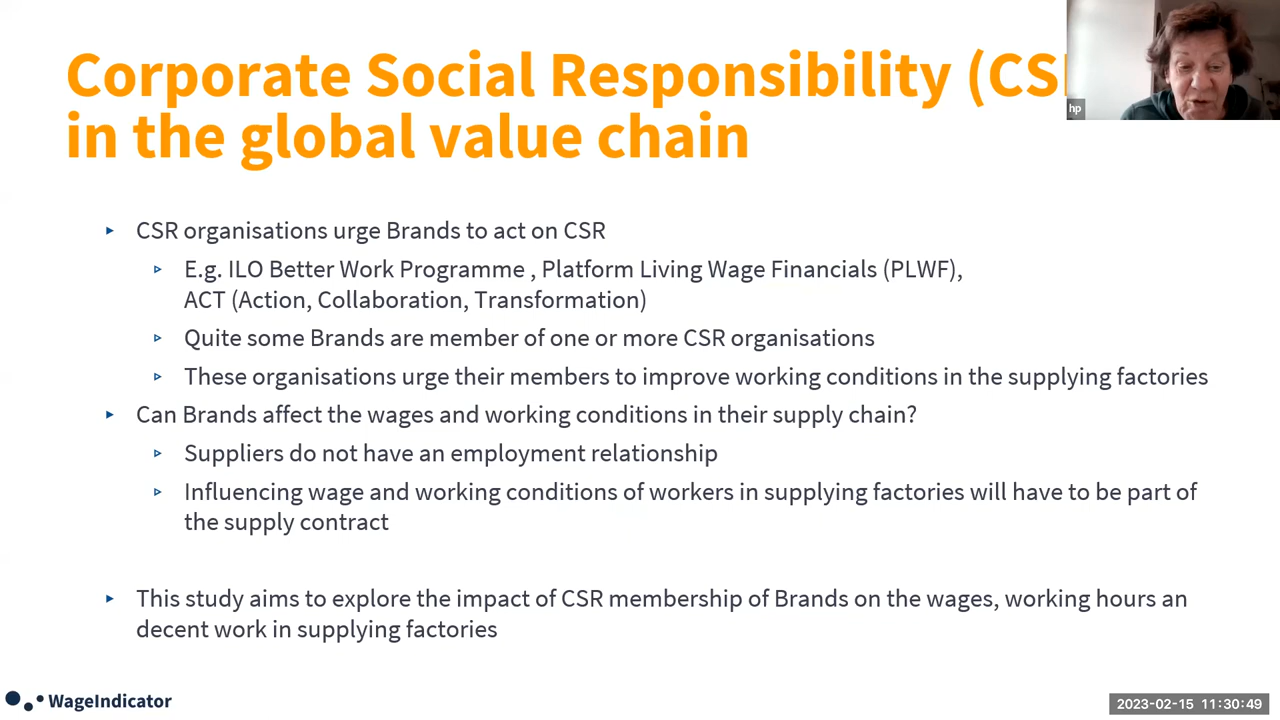 Corporate Social Responsibility (CS
in the global value chain
hp
CSR organisations urge Brands to act on CSR
E.g. ILO Better Work Programme , Platform Living Wage Financials (PLWF),
ACT (Action, Collaboration, Transformation)
Quite some Brands are member of one or more CSR organisations
These organisations urge their members to improve working conditions in the supplying factories
Can Brands affect the wages and working conditions in their supply chain?
Suppliers do not have an employment relationship
Influencing wage and working conditions of workers in supplying factories will have to be part of
the supply contract
This study aims to explore the impact of CSR membership of Brands on the wages, working hours an
decent work in supplying factories
WageIndicator
2023-02-15 11:30:49